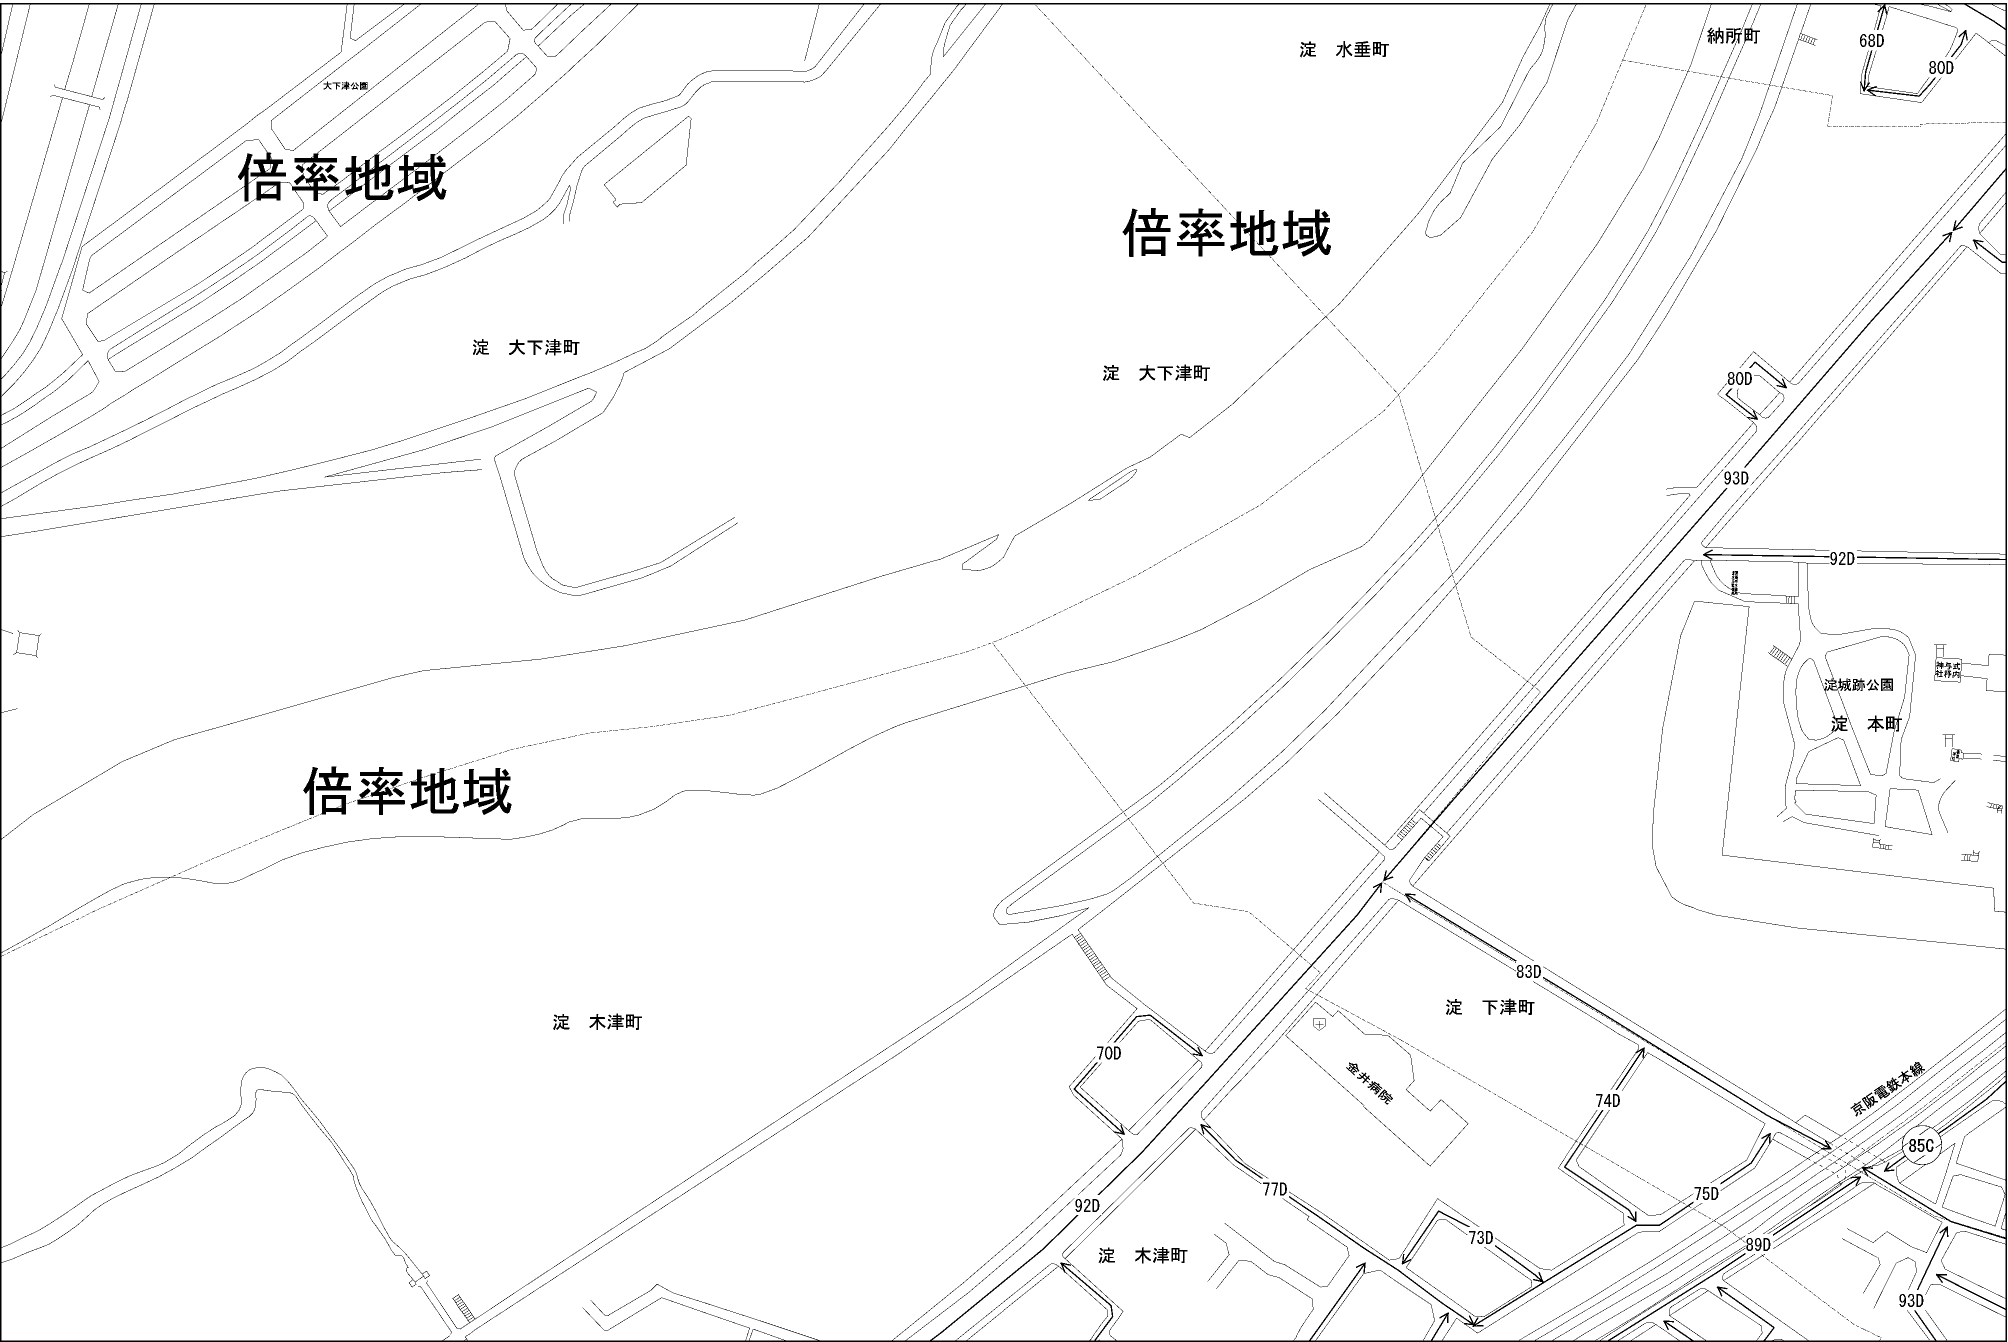 淀 水垂町
納所町
68D
80D
大下津公園
倍率地域
倍率地域
淀 大下津町
淀 大下津町
80D
93D
92D
淀城跡公園
淀 本町
倍率地域
83D
淀 下津町
淀 木津町
70D
金井病院
74D
京阪電鉄本線
85C
77D
75D
92D
73D
89D
淀 木津町
93D